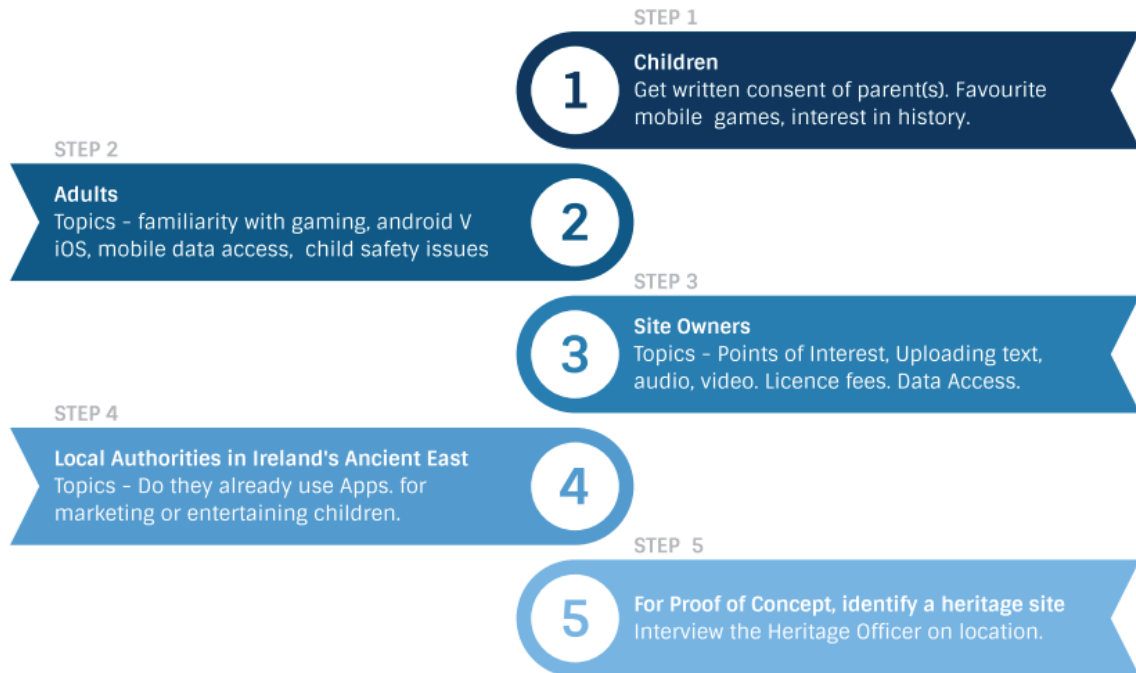 STEP 1
1
Children
Get written consent of parent(s). Favourite
mobile games, interest in history.
STEP 2
Adults
Topics - familiarity with gaming, android V
iOS, mobile data access, child safety issues
2
STEP 3
3
Site Owners
Topics - Points of Interest, Uploading text,
audio, video. Licence fees. Data Access.
STEP 4
Local Authorities in Ireland's Ancient East
Topics - Do they already use Apps. for
marketing or entertaining children.
4
STEP 5
5
For Proof of Concept, identify a heritage site
Interview the Heritage Officer on location.